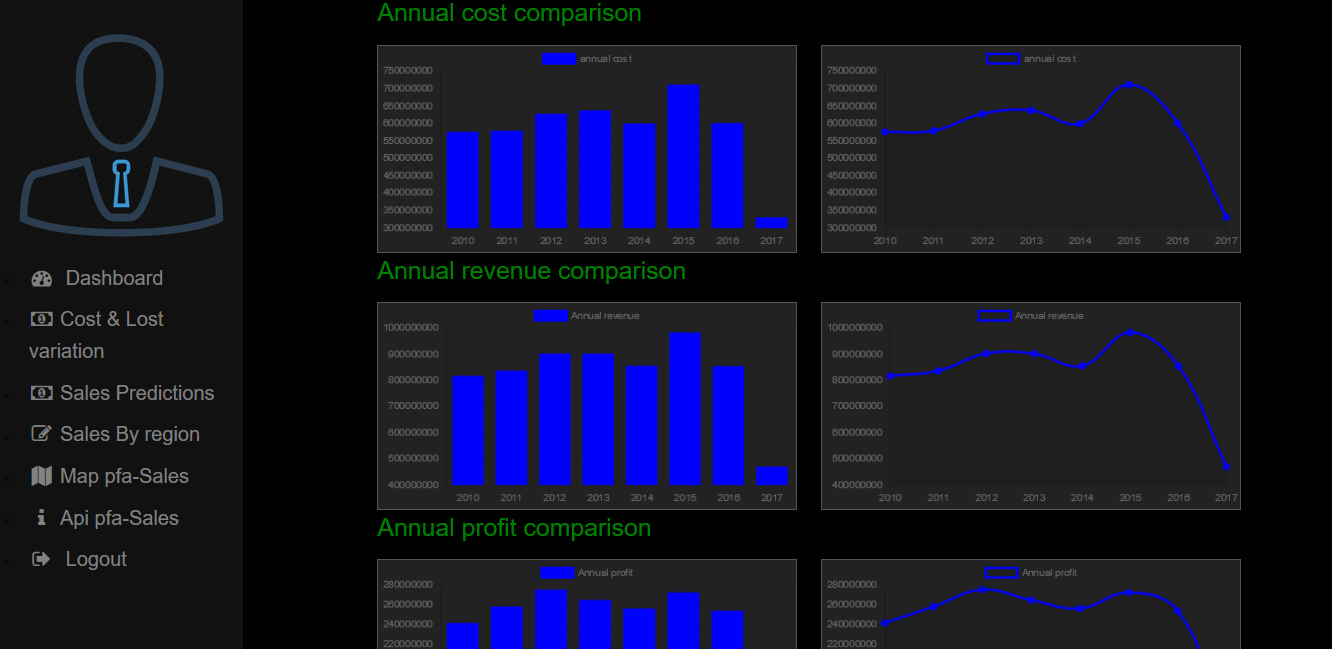 Dashboard
Cost & Lost
variation
Sales Predictions
Sales By region
Map pfa-Sales
Api pfa-Sales
Logout
Annual cost comparison
annual cost
750000000
700000000
650000000
600000000
550000000
500000000
450000000
400000000
350000000
300000000
2010 2011 2012 2013 2014 2015 2016 2017
annual cost
750000000
700000000
650000000
600000000
550000000
500000000
450000000
400000000
350000000
300000000
2010 2011 2012 2013 2014 2015 2016 2017
Annual revenue comparison
Annual revenue
1000000000
900000000
800000000
700000000
600000000
500000000
400000000
2010 2011 2012 2013 2014 2015 2016 2017
Annual revenue
1000000000
900000000
800000000
700000000
600000000
500000000
400000000
2010 2011 2012 2013 2014 2015 2016 2017
Annual profit comparison
Annual profit
280000000
260000000
240000000
220000000
Annual profit
280000000
260000000
240000000
220000000